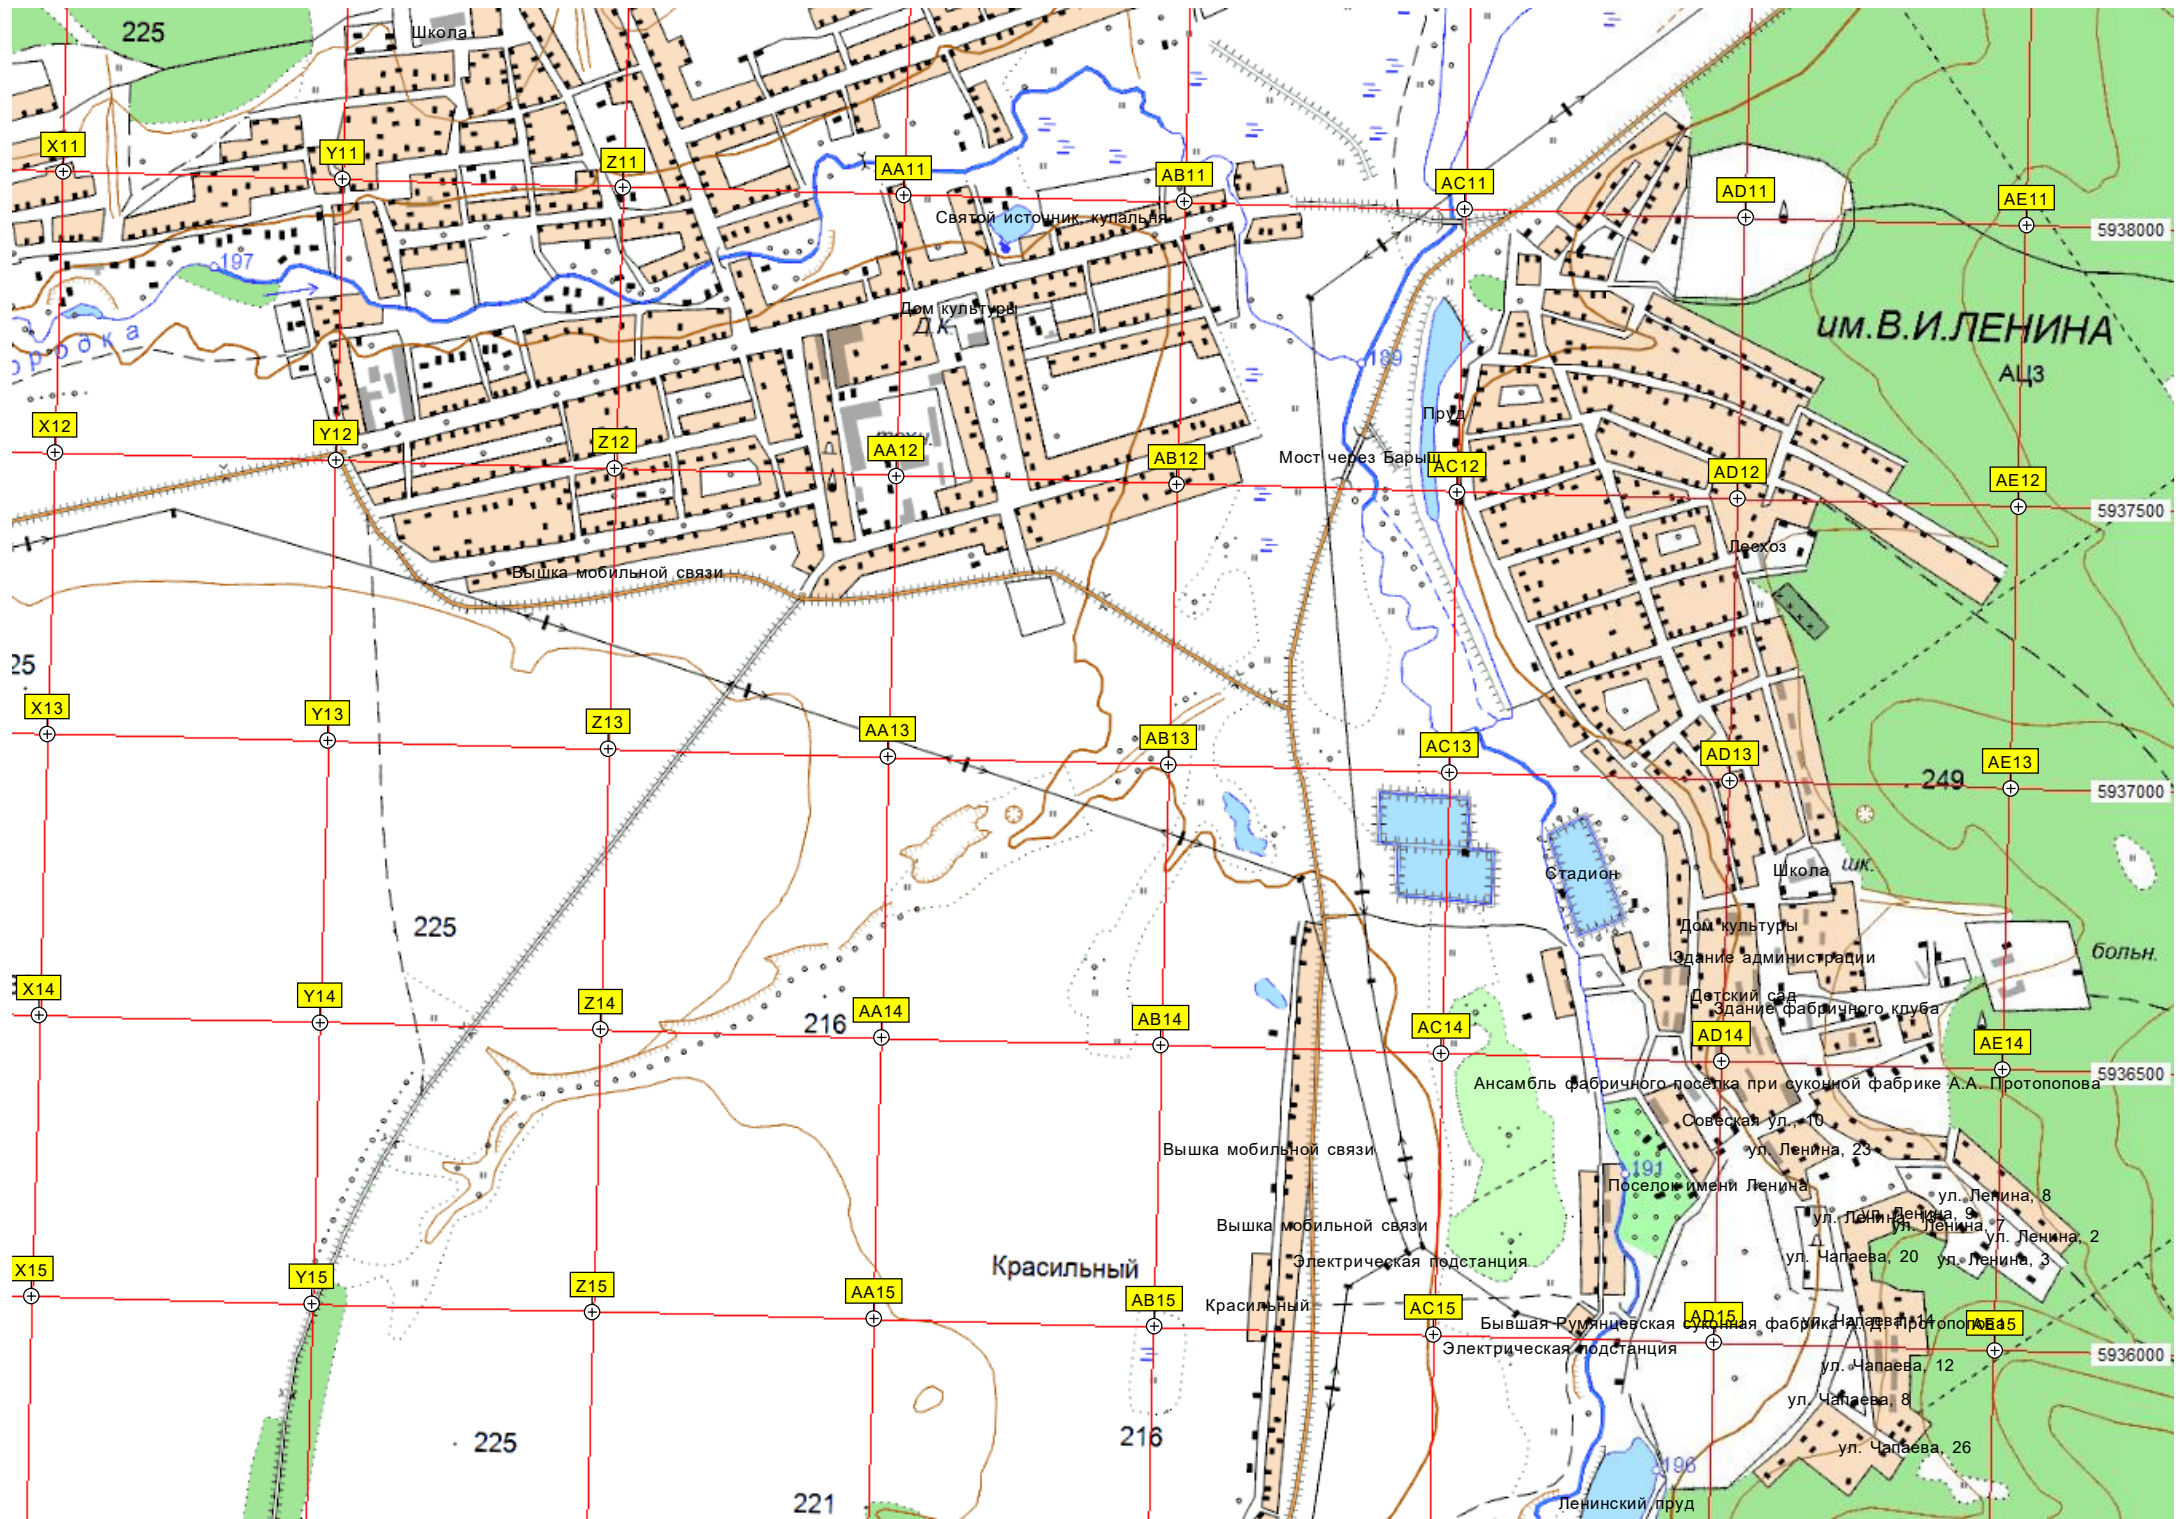 225
Школа
X11
Y11
Z11
AA11
AB11
AC11
AD11
AE11
Святой источник, купальня
5938000
197
Дом культуры
Д К
им.В.И.ЛЕНИНА
АЦЗ
189
Пруд
X12
Y12
Z12
AA12
AB12
Мост через Барыш
AC12
AD12
AE12
5937500
Лесхоз
Вышка мобильной связи
25
X13
Y13
Z13
AA13
AB13
AC13
AD13
AE13
249
5937000
Стадион
Школа
шк.
225
Дом культуры
больн.
Здание администрации
X14
Y14
Z14
216
AA14
AB14
AC14
Детский сад
Здание фабричного клуба
AD14
AE14
5936500
Ансамбль фабричного посёлка при суконной фабрике А.А. Протопопова
Совеская ул., 10
Вышка мобильной связи
ул. Ленина, 23
191
Поселок имени Ленина
ул. Ленина, 8
ул. Ленина, 9
ул. Ленина, 7
Вышка мобильной связи
ул. Ленина, 2
ул. Чапаева, 20
ул. Ленина, 3
Электрическая подстанция
Красильный
X15
Y15
Z15
AA15
AB15
Красильный
AC15
AD15
AE15
Бывшая Румянцевская суконная фабрика А. Д. Протопопова
ул. Чапаева, 14
Электрическая подстанция
5936000
ул. Чапаева, 12
ул. Чапаева, 8
225
216
ул. Чапаева, 26
196
221
Ленинский пруд